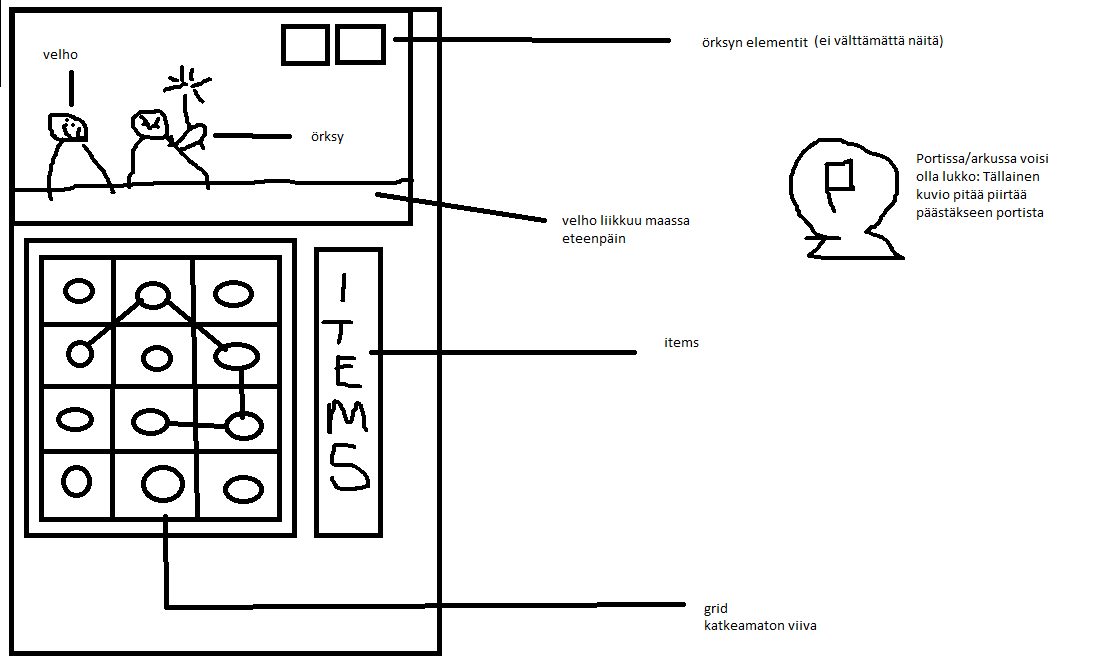 velho
örksyn elementit (ei välttämättä näitä)
örksy
Portissa/arkussa voisi
olla lukko: Tällainen
kuvio pitää piirtää
päästäkseen portista
velho liikkuu maassa
eteenpäin
I
T
E
M
S
items
grid
katkeamaton viiva